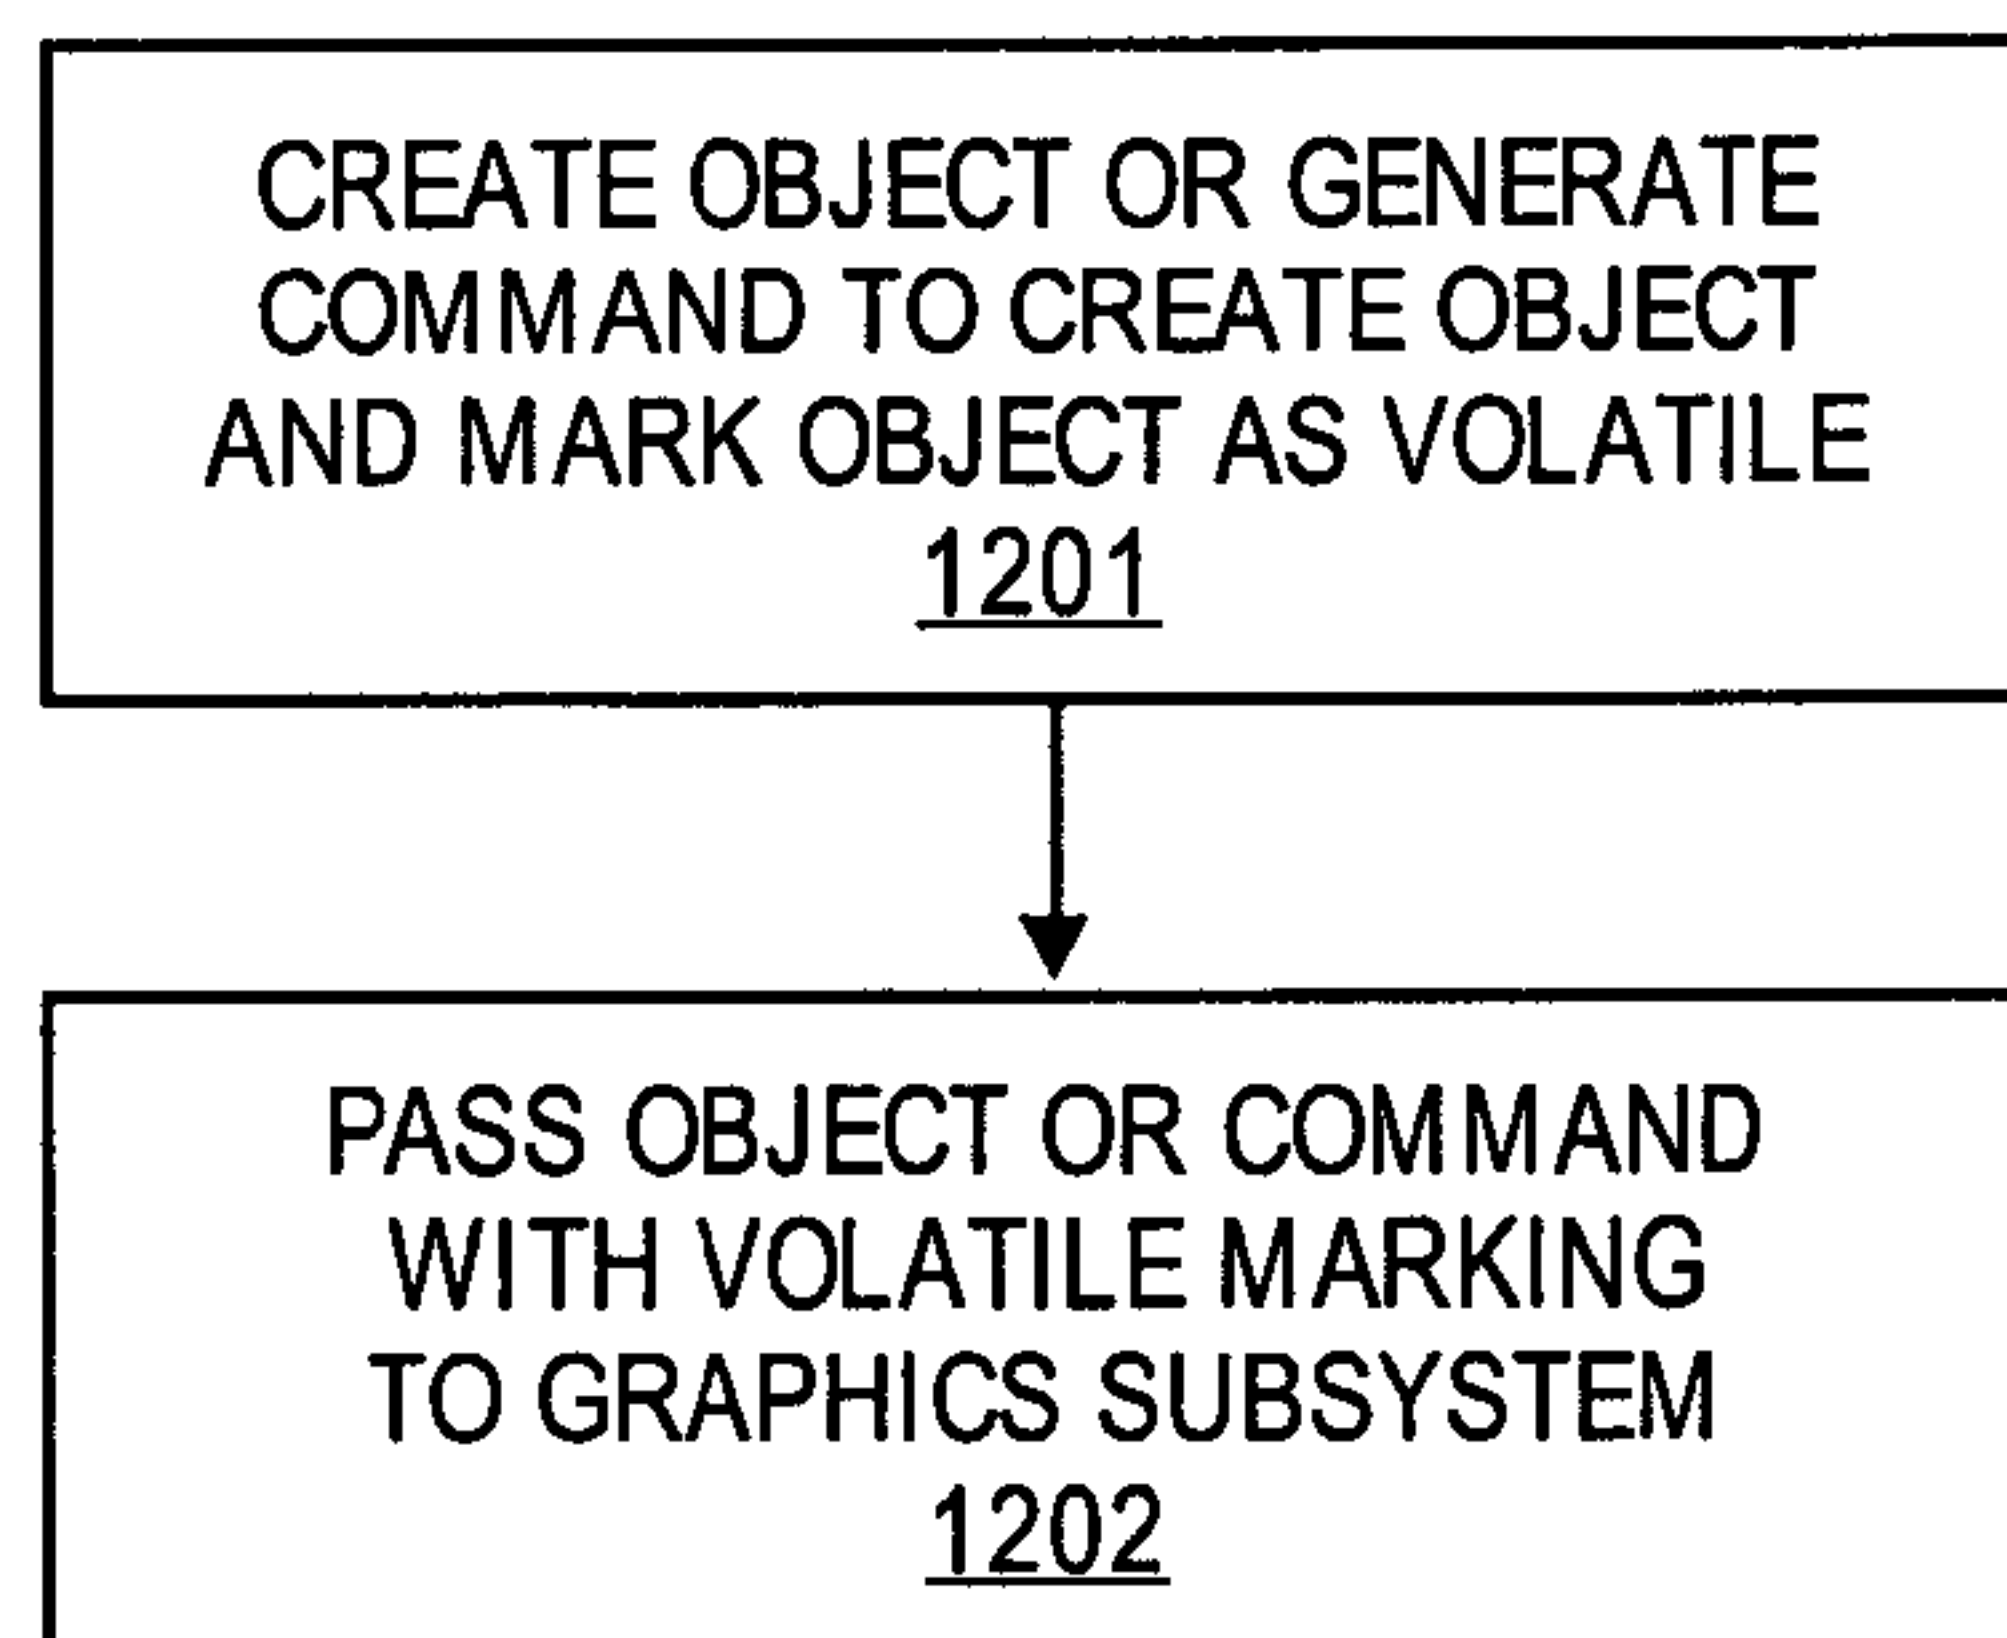 CREATE OBJECT OR GENERATE
COMMAND TO CREATE OBJECT
AND MARK OBJECT AS VOLATILE
1201
PASS OBJECT OR COMMAND
WITH VOLATILE MARKING
TO GRAPHICS SUBSYSTEM
1202